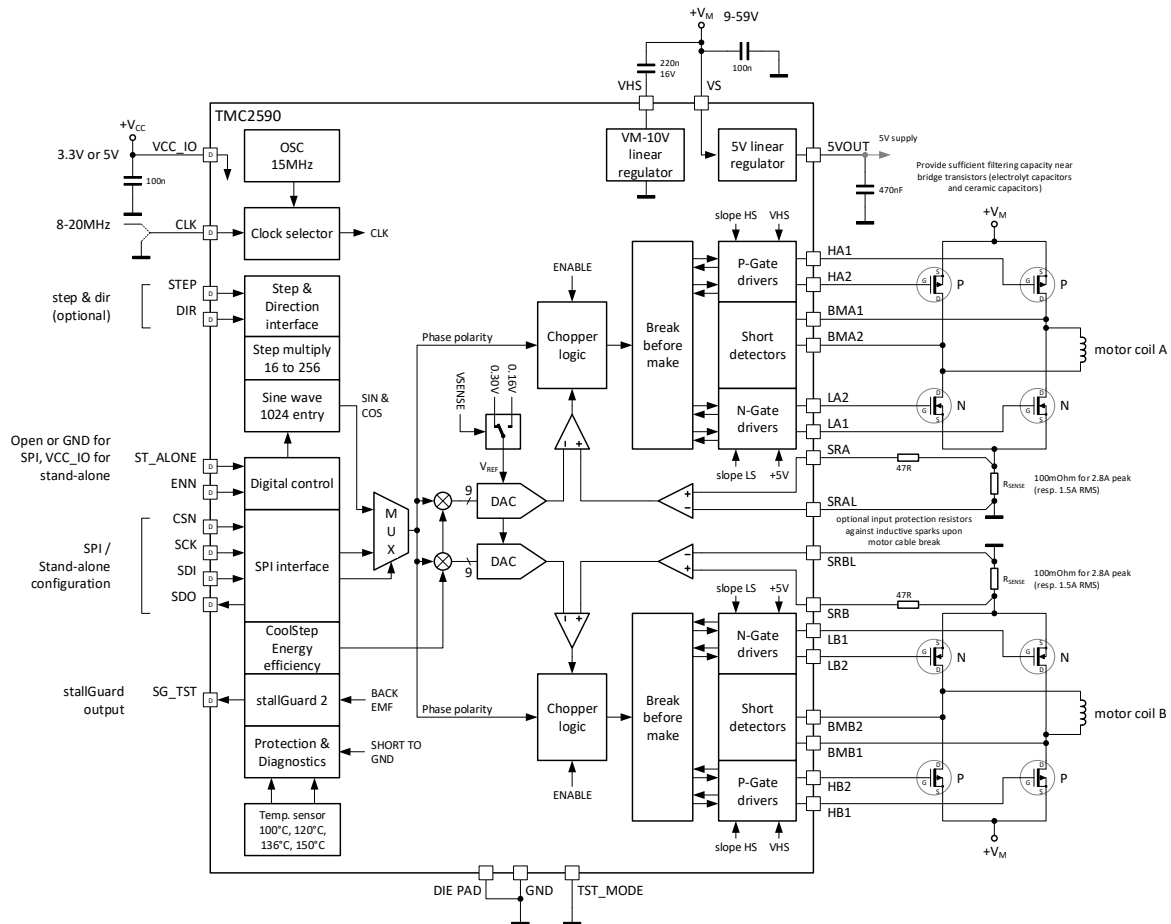 +VM
9-59V
220n
16V
100n
VHS
VS
TMC2590
+VCC
3.3V or 5V
VCC_IO
D
100n
OSC
15MHz
VM-10V
linear
regulator
5V linear
regulator
5VOUT
5V supply
470nF
Provide sufficient filtering capacity near
bridge transistors (electrolyt capacitors
and ceramic capacitors)
8-20MHz
CLK
D
Clock selector
CLK
step & dir
(optional)
STEP
D
DIR
D
Step &
Direction
interface
Step multiply
16 to 256
Sine wave
1024 entry
SIN &
COS
Phase polarity
ENABLE
Chopper
logic
Break
before
make
slope HS
VHS
P-Gate
drivers
Short
detectors
N-Gate
drivers
slope LS
+5V
HA1
HA2
BMA1
BMA2
LA2
LA1
SRA
SRAL
+VM
G
S
D
P
G
S
D
P
motor coil A
G
D
S
N
G
D
S
N
47R
RSENSE
100mOhm for 2.8A peak
(resp. 1.5A RMS)
VSENSE
0.30V
0.16V
VREF
Open or GND for
SPI, VCC_IO for
stand-alone
ST_ALONE
D
ENN
D
Digital control
SPI /
Stand-alone
configuration
CSN
D
SCK
D
SDI
D
SDO
D
SPI interface
M
U
X
9
DAC
9
DAC
−
+
+
−
optional input protection resistors
against inductive sparks upon
motor cable break
−
+
−
+
SRBL
SRB
47R
RSENSE
100mOhm for 2.8A peak
(resp. 1.5A RMS)
CoolStep
Energy
efficiency
stallGuard
output
SG_TST
D
stallGuard 2
BACK
EMF
Protection &
Diagnostics
SHORT TO
GND
Temp. sensor
100°C, 120°C,
136°C, 150°C
Phase polarity
Chopper
logic
ENABLE
Break
before
make
slope LS
+5V
N-Gate
drivers
Short
detectors
P-Gate
drivers
slope HS
VHS
LB1
LB2
BMB2
BMB1
HB2
HB1
G
S
D
N
G
S
D
N
motor coil B
G
D
S
P
G
D
S
P
+VM
DIE PAD
GND
TST_MODE